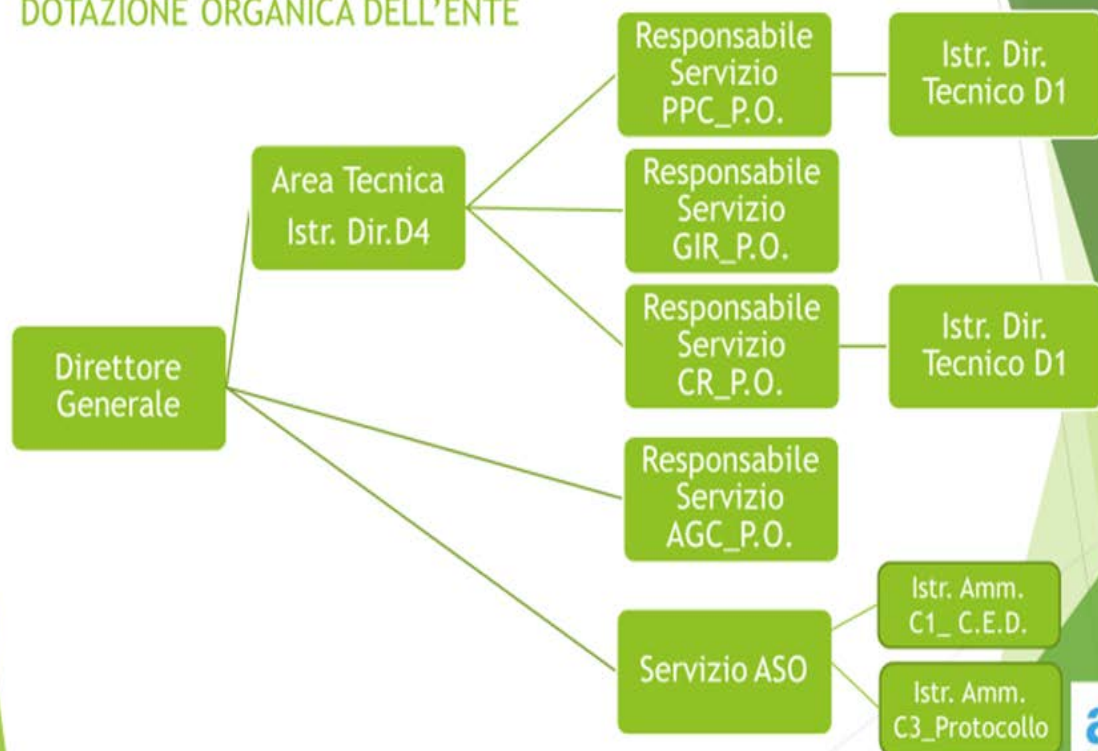 DOTAZIONE ORGANICA DELL'ENTE
Responsabile
Servizio
PPC_P.O.
Istr. Dir.
Tecnico D1
Area Tecnica
Istr. Dir.D4
Responsabile
Servizio
GIR_P.O.
Responsabile
Servizio
CR_P.O.
Istr. Dir.
Tecnico D1
Direttore
Generale
Responsabile
Servizio
AGC_P.O.
Servizio ASO
Istr. Amm.
C1_ C.E.D.
Istr. Amm.
C3_Protocollo